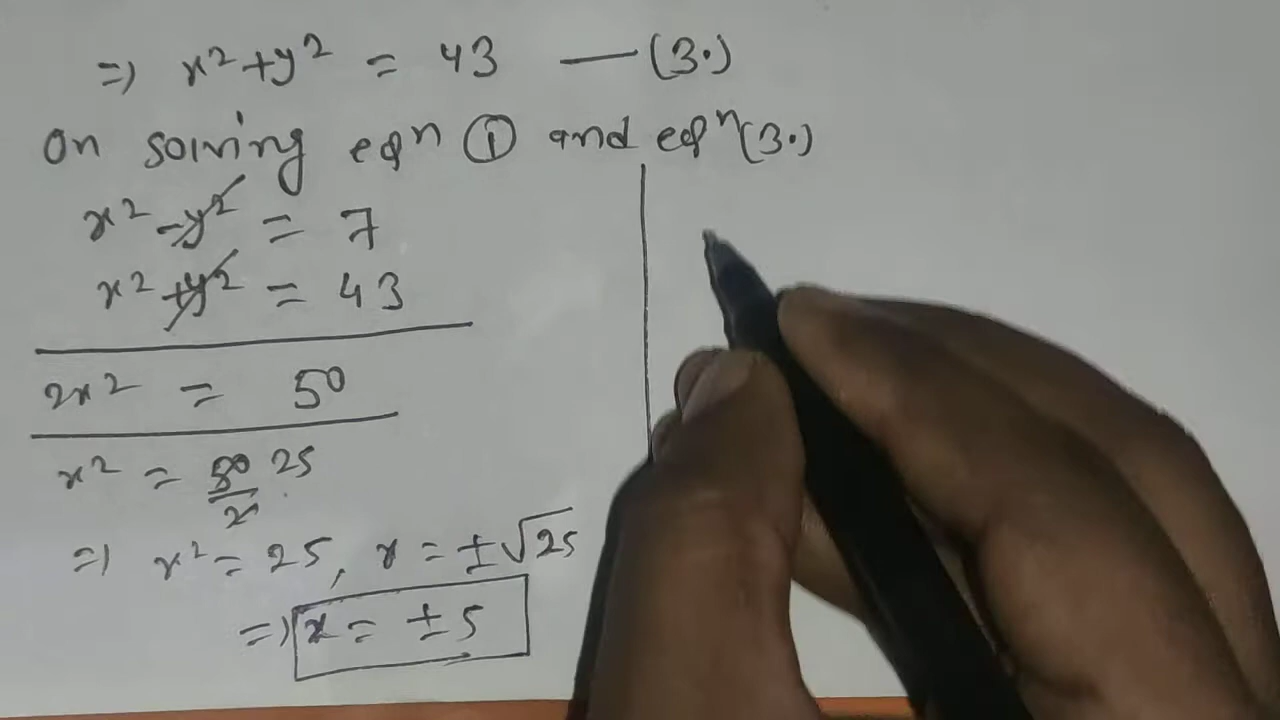 =) x² + y² = 43 — (3.)
On solving eqⁿ ① and eqⁿ (3.)
x² - y² = 7
x² + y² = 43
2x² = 50
x² = 50/2 25
=) x² = 25, x = ±√25
=) x = ±5